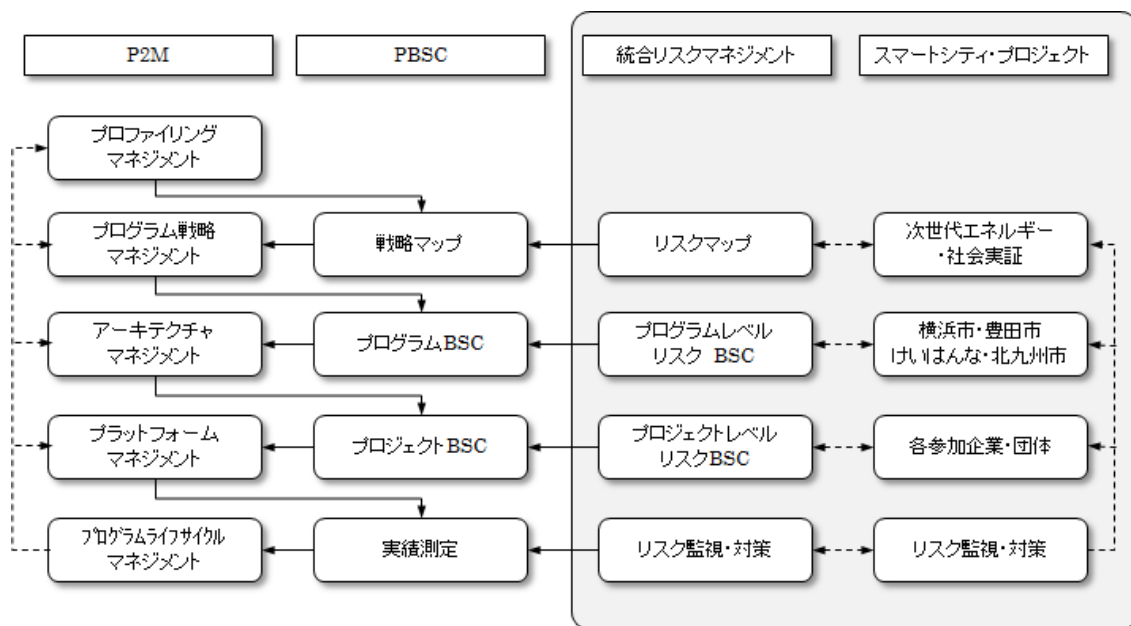 P2M
PBSC
統合リスクマネジメント
スマートシティ・プロジェクト
プロファイリング
マネジメント
プログラム戦略
マネジメント
戦略マップ
リスクマップ
次世代エネルギー
・社会実証
アーキテクチャ
マネジメント
プログラムBSC
プログラムレベル
リスク BSC
横浜市・豊田市
けいはんな・北九州市
プラットフォーム
マネジメント
プロジェクトBSC
プロジェクトレベル
リスクBSC
各参加企業・団体
プログラムライフサイクル
マネジメント
実績測定
リスク監視・対策
リスク監視・対策